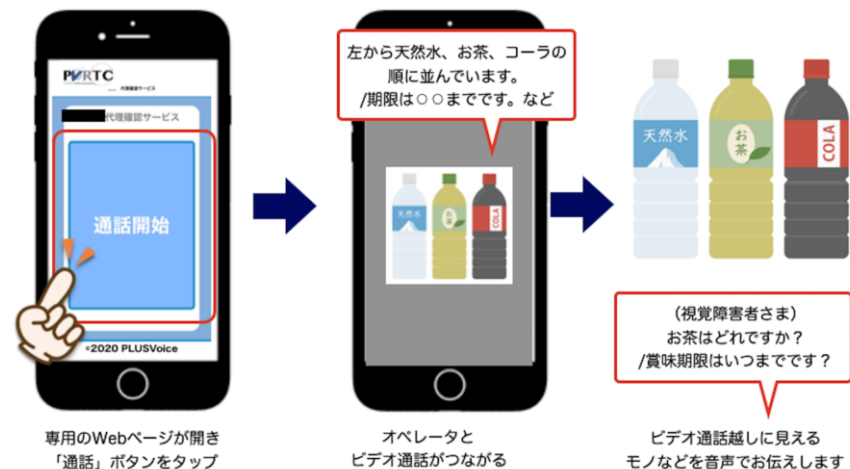 PVRTC
代理確認サービス
代理確認サービス
通話開始
©2020 PLUSVoice
専用のWebページが開き
「通話」ボタンをタップ
左から天然水、お茶、コーラの
順に並んでいます。
/期限は○○までです。など
天然水
お茶
COLA
オペレータと
ビデオ通話がつながる
天然水
お茶
COLA
（視覚障害者さま）
お茶はどれですか？
/賞味期限はいつまでです？
ビデオ通話越しに見える
モノなどを音声でお伝えします